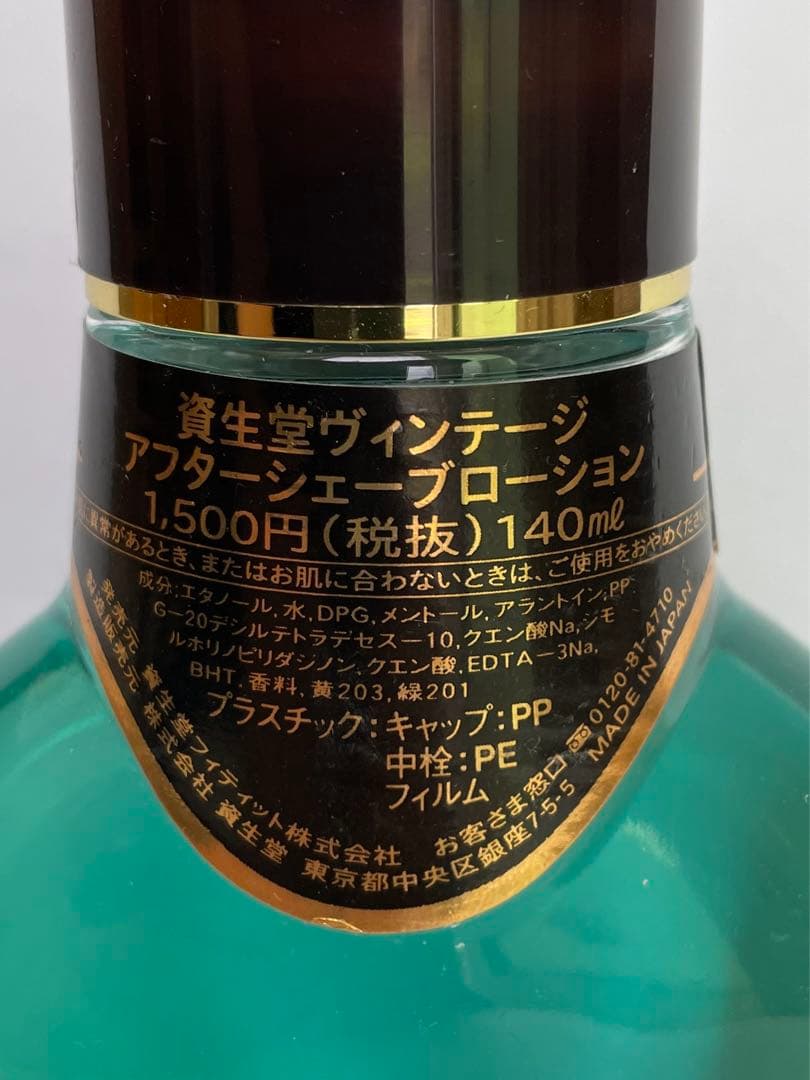 資生堂ヴィンテージ
アフターシェーブローション
1,500円(税抜)140ml
異常があるとき、またはお肌に合わないときは、ご使用をおやめください
成分:エタノール,水,DPG,メントール,アラントイン,PP
G-20デシルテトラデセス-10,クエン酸Na,ジモ
ルホリノピリダジノン,クエン酸,EDTA-3Na,
BHT,香料,黄203,緑201
プラスチック:キャップ:PP
中栓:PE
フィルム
発売元 資生堂フィティット株式会社 お客さま窓口 0120-81-4710
製造販売元 株式会社 資生堂 東京都中央区銀座7-5-5 MADE IN JAPAN